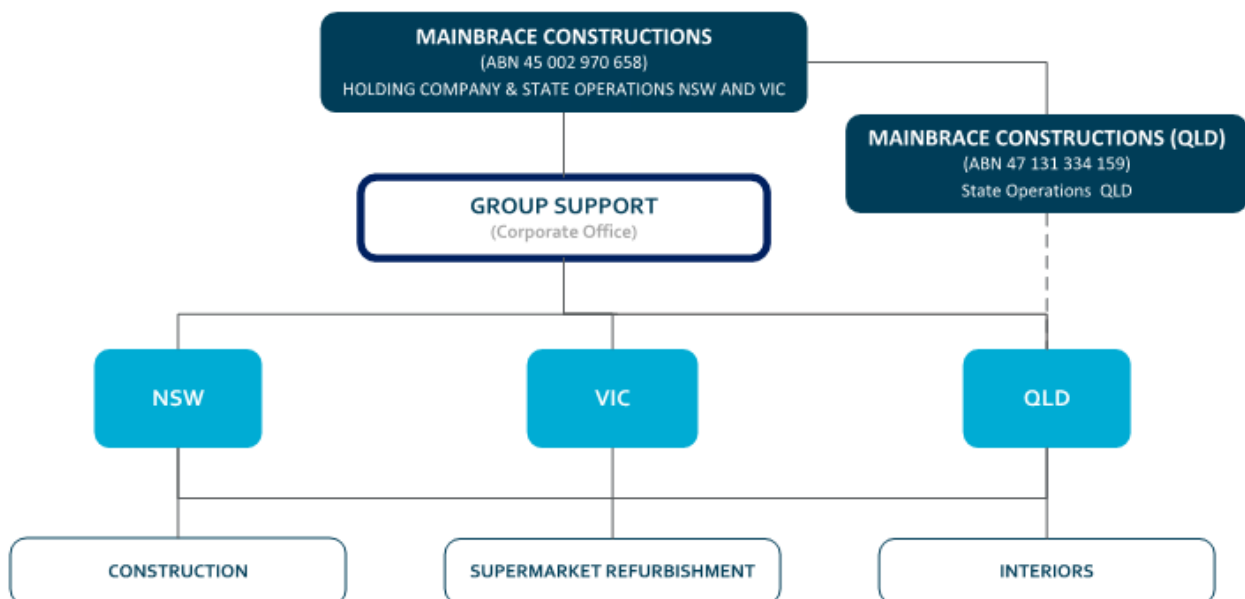 MAINBRACE CONSTRUCTIONS
(ABN 45 002 970 658)
HOLDING COMPANY & STATE OPERATIONS NSW AND VIC
MAINBRACE CONSTRUCTIONS (QLD)
(ABN 47 131 334 159)
State Operations QLD
GROUP SUPPORT
(Corporate Office)
NSW
VIC
QLD
CONSTRUCTION
SUPERMARKET REFURBISHMENT
INTERIORS